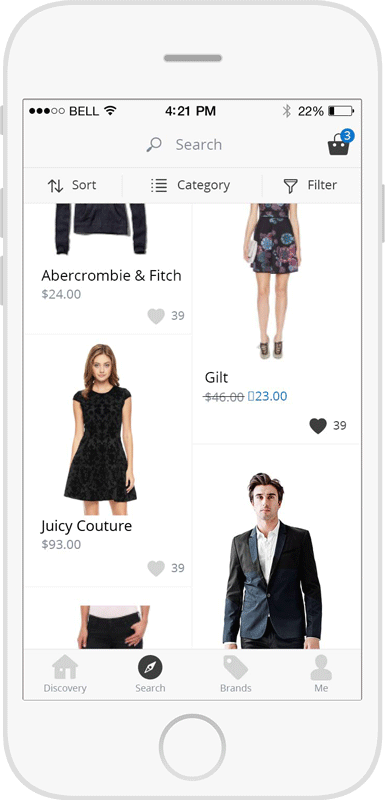 BELL 4:21 PM 22%
Search 3
Sort Category Filter
Abercrombie & Fitch
$24.00
39
Gilt
$46.00 23.00
39
Juicy Couture
$93.00
39
Discovery Search Brands Me